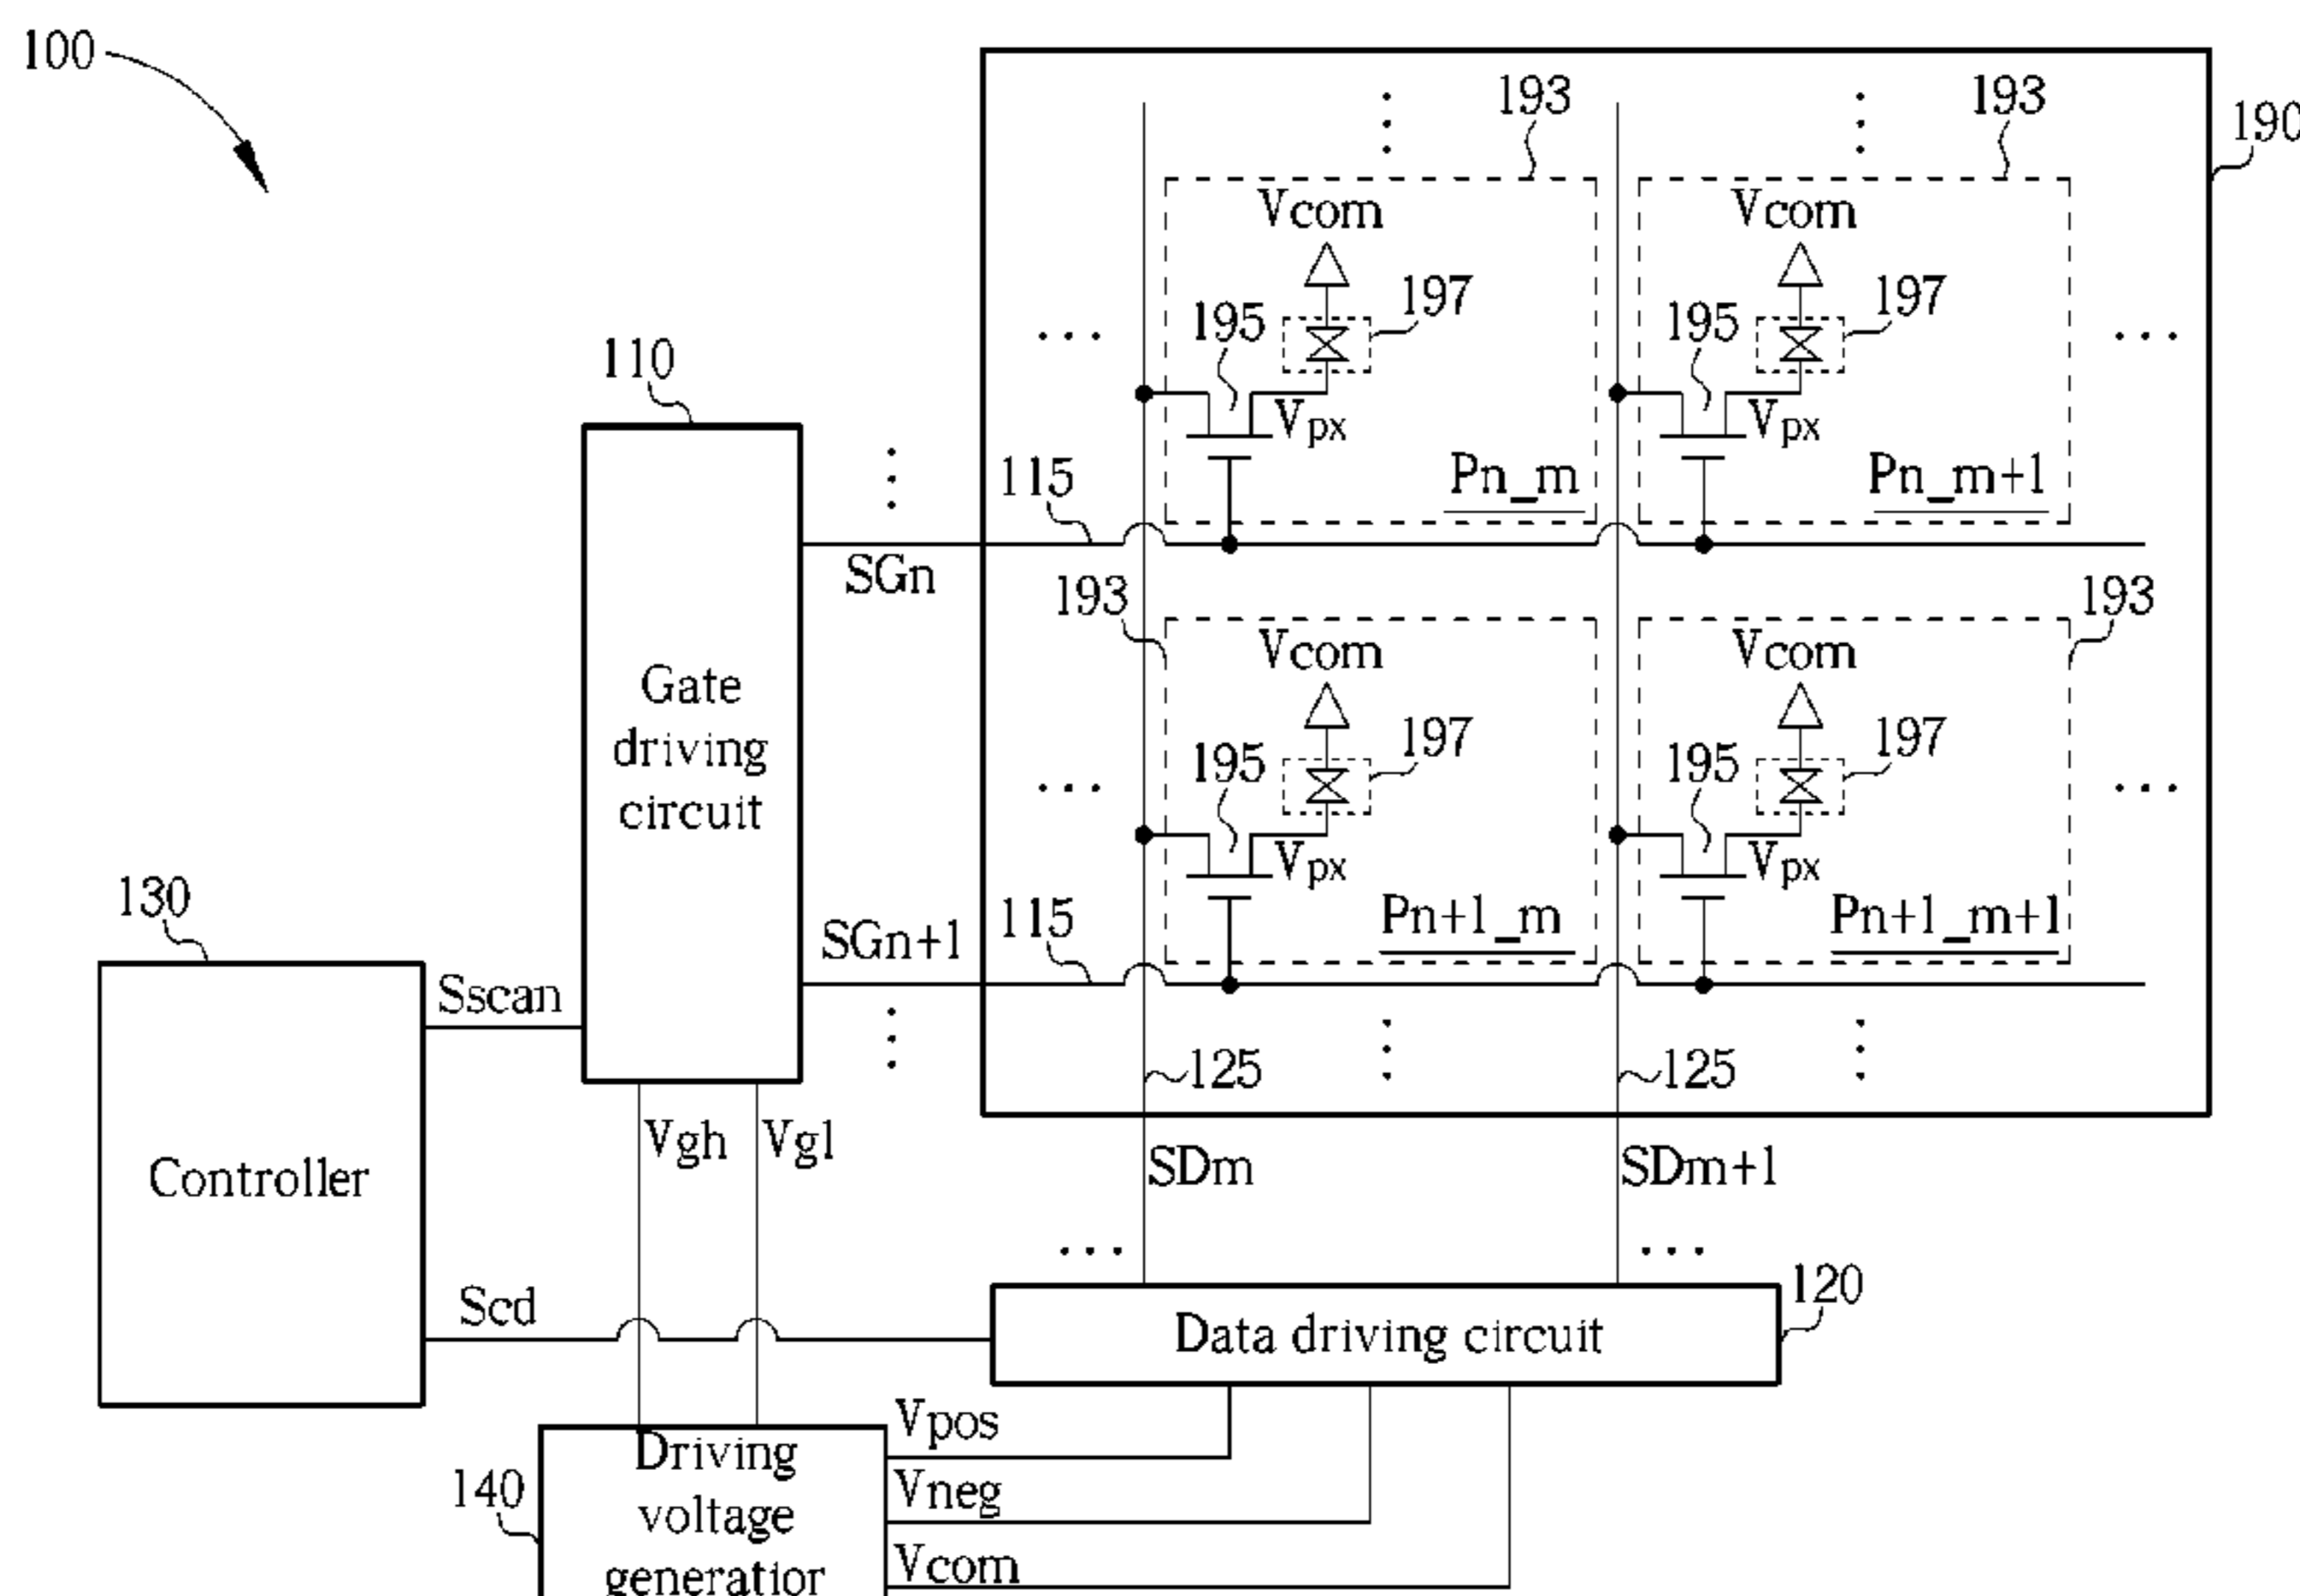 100
193
193
190
Vcom
Vcom
195
197
195
197
110
Vpx
Vpx
115
Pn_m
Pn_m+1
SGn
193
193
Vcom
Vcom
Gate
driving
circuit
195
197
195
197
Vpx
Vpx
130
SGn+1
115
Pn+1_m
Pn+1_m+1
Sscan
125
125
Vgh
Vgl
Controller
SDm
SDm+1
Scd
120
Data driving circuit
Vpos
Driving
voltage
140
Vneg
Vcom